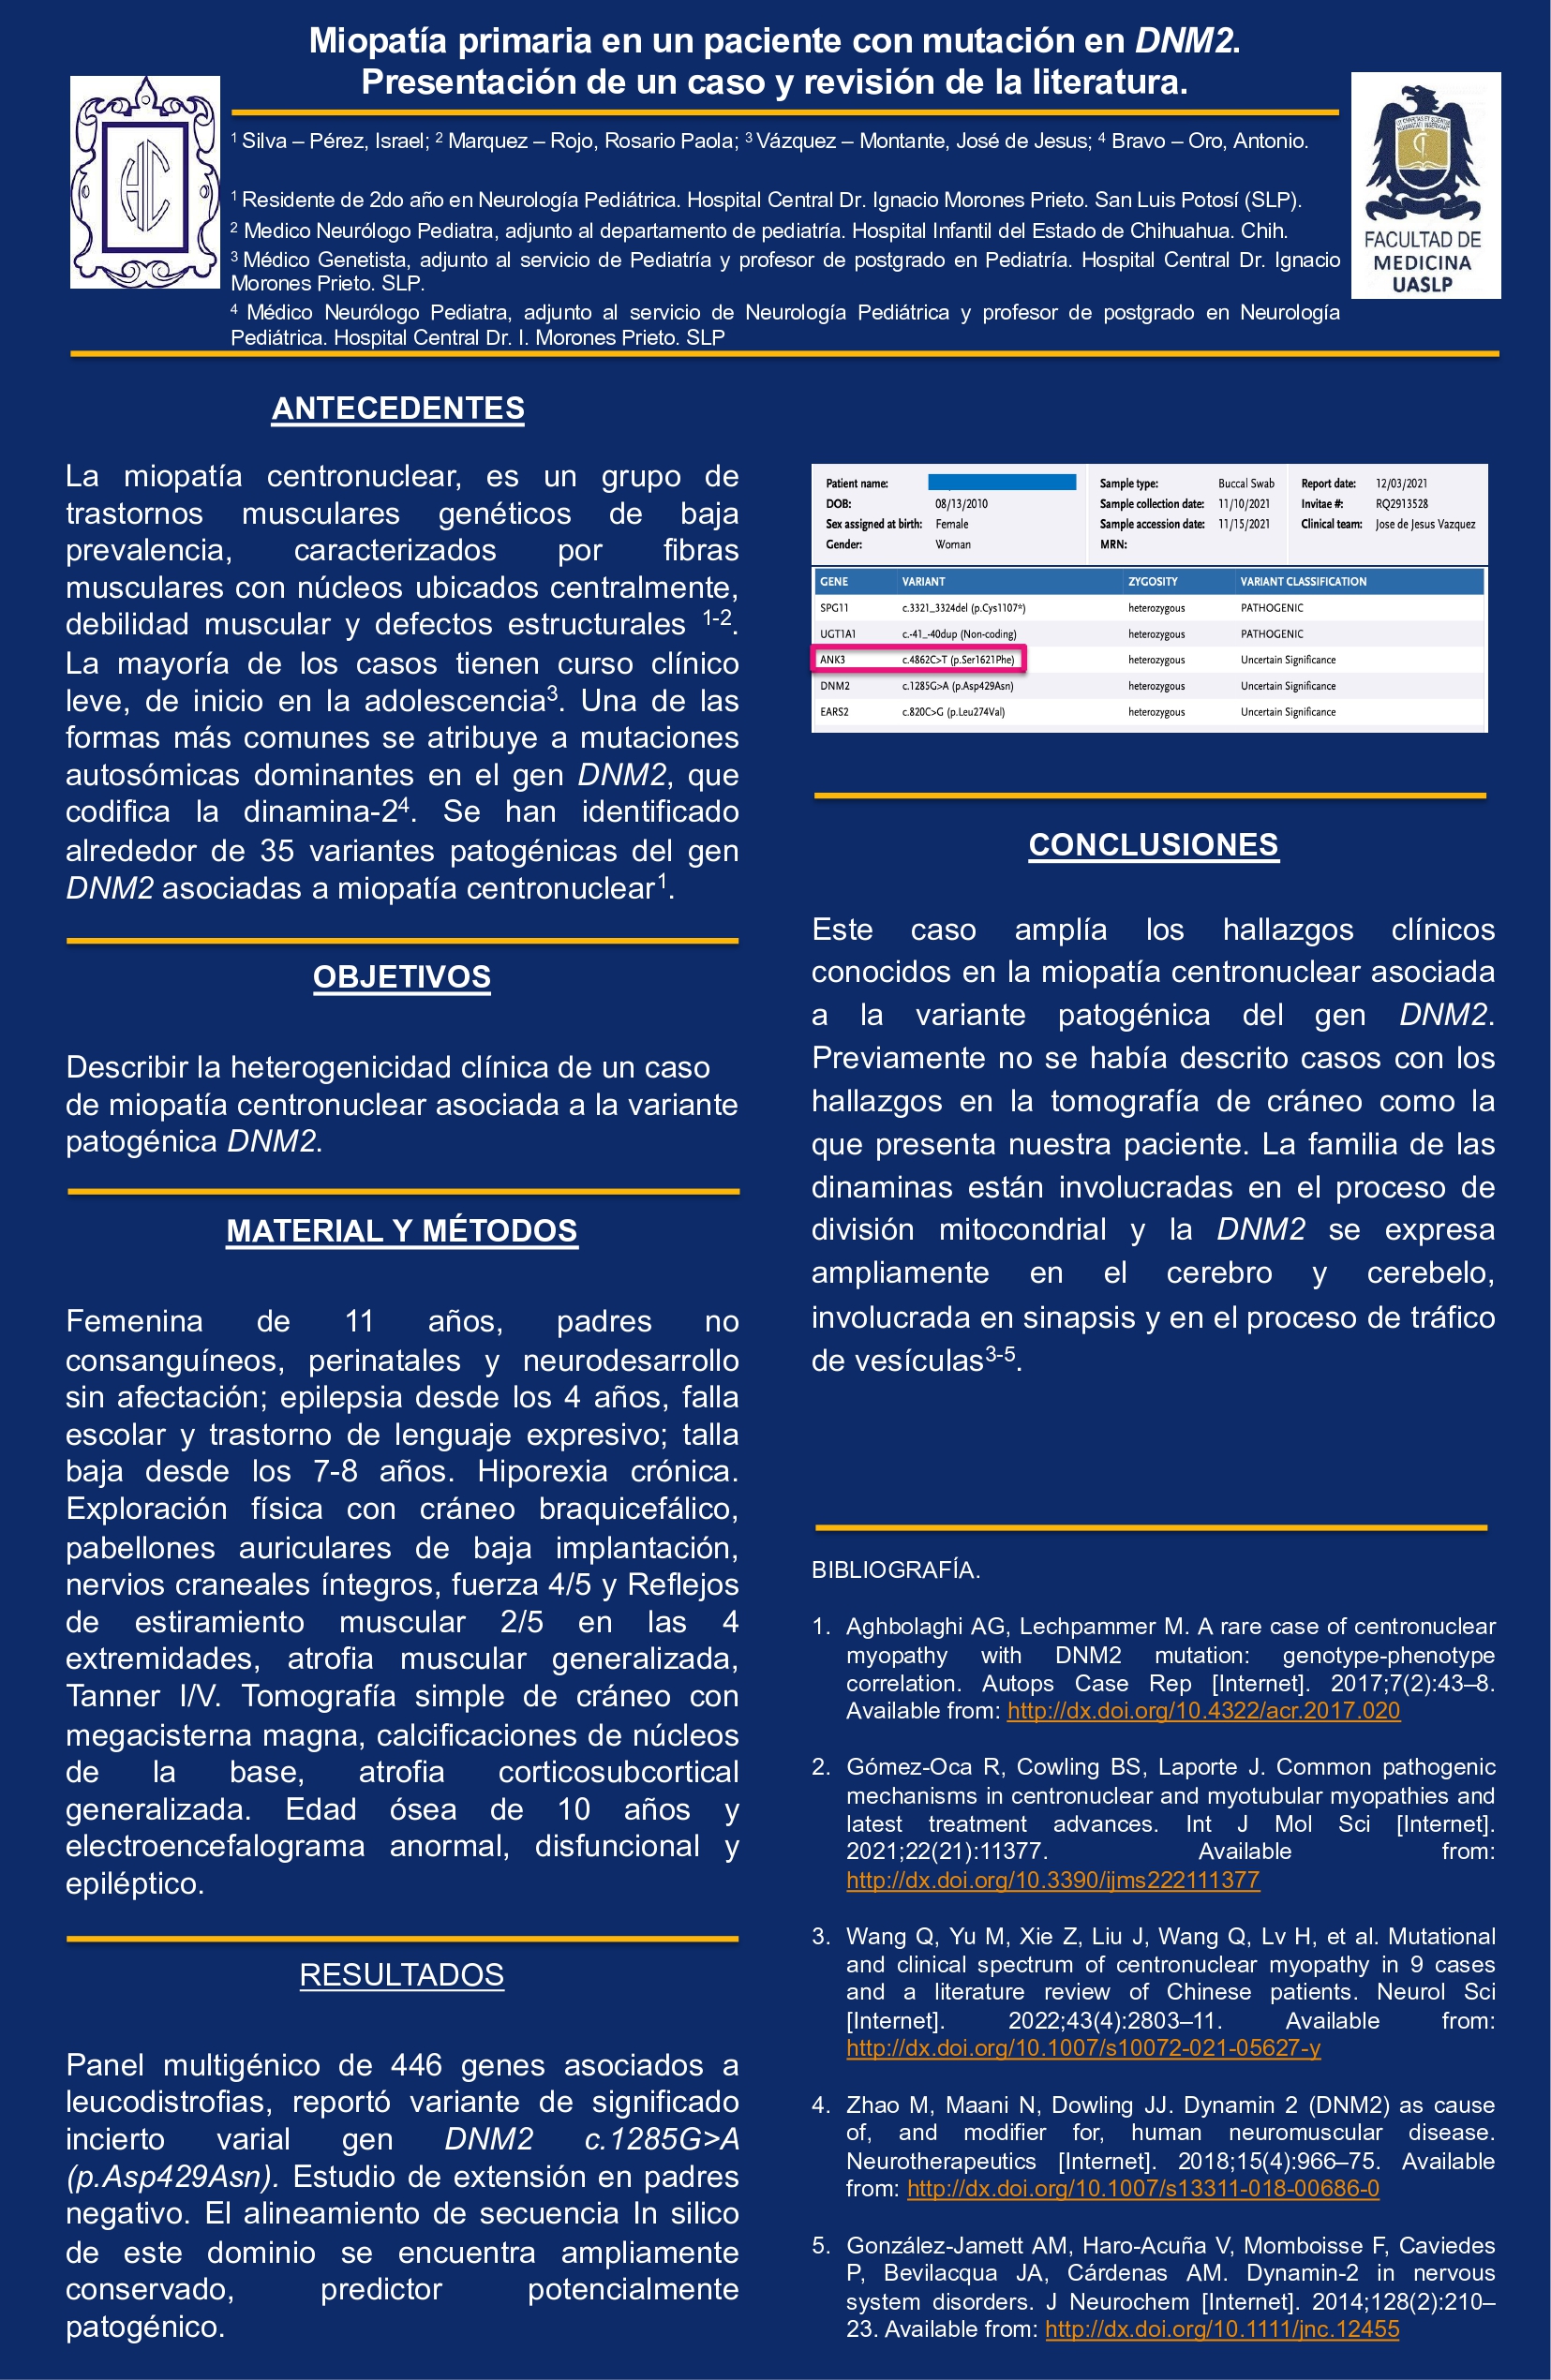 Miopatía primaria en un paciente con mutación en DNM2.
Presentación de un caso y revisión de la literatura.
HC
FACULTAD DE
MEDICINA
UASLP
1 Silva – Pérez, Israel; 2 Marquez – Rojo, Rosario Paola; 3 Vázquez – Montante, José de Jesus; 4 Bravo – Oro, Antonio.
1 Residente de 2do año en Neurología Pediátrica. Hospital Central Dr. Ignacio Morones Prieto. San Luis Potosí (SLP).
2 Medico Neurólogo Pediatra, adjunto al departamento de pediatría. Hospital Infantil del Estado de Chihuahua. Chih.
3 Médico Genetista, adjunto al servicio de Pediatría y profesor de postgrado en Pediatría. Hospital Central Dr. Ignacio
Morones Prieto. SLP.
4 Médico Neurólogo Pediatra, adjunto al servicio de Neurología Pediátrica y profesor de postgrado en Neurología
Pediátrica. Hospital Central Dr. I. Morones Prieto. SLP
ANTECEDENTES
La miopatía centronuclear, es un grupo de
trastornos musculares genéticos de baja
prevalencia, caracterizados por fibras
musculares con núcleos ubicados centralmente,
debilidad muscular y defectos estructurales 1-2.
La mayoría de los casos tienen curso clínico
leve, de inicio en la adolescencia3. Una de las
formas más comunes se atribuye a mutaciones
autosómicas dominantes en el gen DNM2, que
codifica la dinamina-24. Se han identificado
alrededor de 35 variantes patogénicas del gen
DNM2 asociadas a miopatía centronuclear1.
OBJETIVOS
Describir la heterogenicidad clínica de un caso
de miopatía centronuclear asociada a la variante
patogénica DNM2.
MATERIAL Y MÉTODOS
Femenina de 11 años, padres no
consanguíneos, perinatales y neurodesarrollo
sin afectación; epilepsia desde los 4 años, falla
escolar y trastorno de lenguaje expresivo; talla
baja desde los 7-8 años. Hiporexia crónica.
Exploración física con cráneo braquicefálico,
pabellones auriculares de baja implantación,
nervios craneales íntegros, fuerza 4/5 y Reflejos
de estiramiento muscular 2/5 en las 4
extremidades, atrofia muscular generalizada,
Tanner I/V. Tomografía simple de cráneo con
megacisterna magna, calcificaciones de núcleos
de la base, atrofia corticosubcortical
generalizada. Edad ósea de 10 años y
electroencefalograma anormal, disfuncional y
epiléptico.
RESULTADOS
Panel multigénico de 446 genes asociados a
leucodistrofias, reportó variante de significado
incierto varial gen DNM2 c.1285G>A
(p.Asp429Asn). Estudio de extensión en padres
negativo. El alineamiento de secuencia In silico
de este dominio se encuentra ampliamente
conservado, predictor potencialmente
patogénico.
Patient name: Sample type: Buccal Swab Report date: 12/03/2021
DOB: 08/13/2010 Sample collection date: 11/10/2021 Invitae #: RQ2913528
Sex assigned at birth: Female Sample accession date: 11/15/2021 Clinical team: Jose de Jesus Vazquez
Gender: Woman MRN:
GENE VARIANT ZYGOSITY VARIANT CLASSIFICATION
SPG11 c.3321_3324del (p.Cys1107*) heterozygous PATHOGENIC
UGT1A1 c.-41_-40dup (Non-coding) heterozygous PATHOGENIC
ANK3 c.4862C>T (p.Ser1621Phe) heterozygous Uncertain Significance
DNM2 c.1285G>A (p.Asp429Asn) heterozygous Uncertain Significance
EARS2 c.820C>G (p.Leu274Val) heterozygous Uncertain Significance
CONCLUSIONES
Este caso amplía los hallazgos clínicos
conocidos en la miopatía centronuclear asociada
a la variante patogénica del gen DNM2.
Previamente no se había descrito casos con los
hallazgos en la tomografía de cráneo como la
que presenta nuestra paciente. La familia de las
dinaminas están involucradas en el proceso de
división mitocondrial y la DNM2 se expresa
ampliamente en el cerebro y cerebelo,
involucrada en sinapsis y en el proceso de tráfico
de vesículas3-5.
BIBLIOGRAFÍA.
1. Aghbolaghi AG, Lechpammer M. A rare case of centronuclear
myopathy with DNM2 mutation: genotype-phenotype
correlation. Autops Case Rep [Internet]. 2017;7(2):43–8.
Available from: http://dx.doi.org/10.4322/acr.2017.020
2. Gómez-Oca R, Cowling BS, Laporte J. Common pathogenic
mechanisms in centronuclear and myotubular myopathies and
latest treatment advances. Int J Mol Sci [Internet].
2021;22(21):11377. Available from:
http://dx.doi.org/10.3390/ijms222111377
3. Wang Q, Yu M, Xie Z, Liu J, Wang Q, Lv H, et al. Mutational
and clinical spectrum of centronuclear myopathy in 9 cases
and a literature review of Chinese patients. Neurol Sci
[Internet]. 2022;43(4):2803–11. Available from:
http://dx.doi.org/10.1007/s10072-021-05627-y
4. Zhao M, Maani N, Dowling JJ. Dynamin 2 (DNM2) as cause
of, and modifier for, human neuromuscular disease.
Neurotherapeutics [Internet]. 2018;15(4):966–75. Available
from: http://dx.doi.org/10.1007/s13311-018-00686-0
5. González-Jamett AM, Haro-Acuña V, Momboisse F, Caviedes
P, Bevilacqua JA, Cárdenas AM. Dynamin-2 in nervous
system disorders. J Neurochem [Internet]. 2014;128(2):210–
23. Available from: http://dx.doi.org/10.1111/jnc.12455